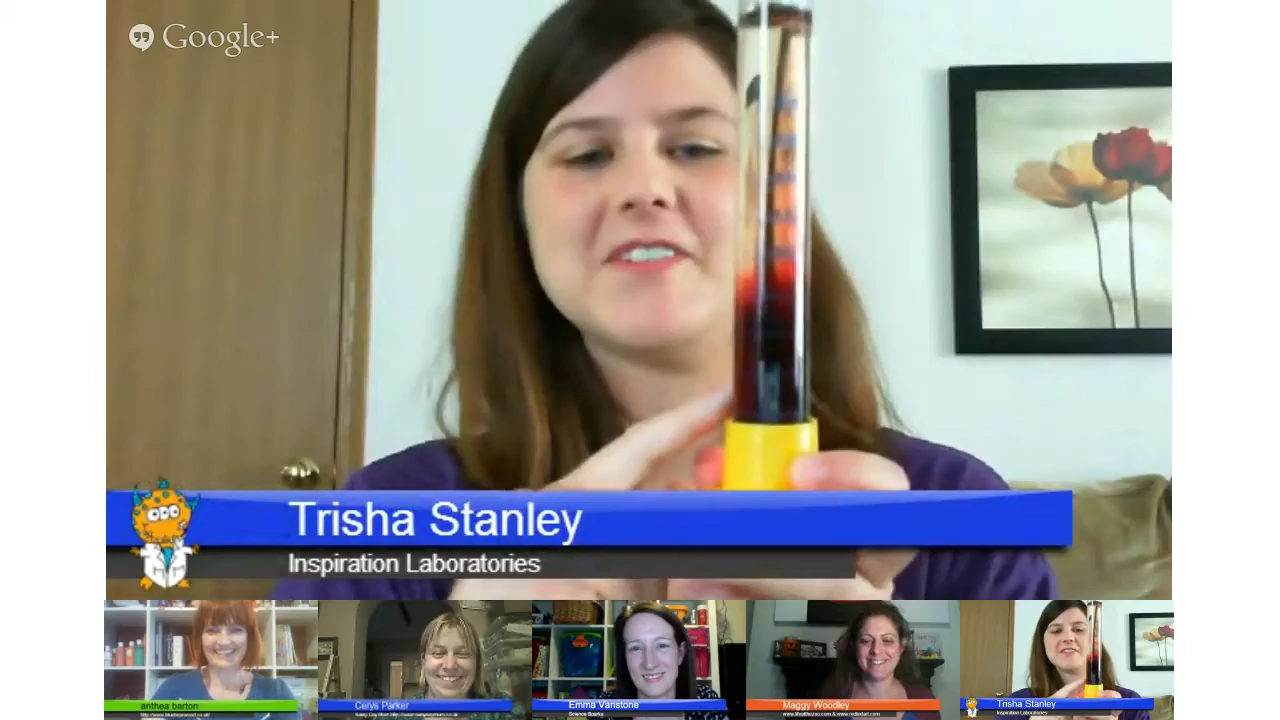 Google+
Trisha Stanley
Inspiration Laboratories
anthea barton
Cerys Parker
Emma Vanstone
Science Sparks
Maggy Woodley
Trisha Stanley
Inspiration Laboratories